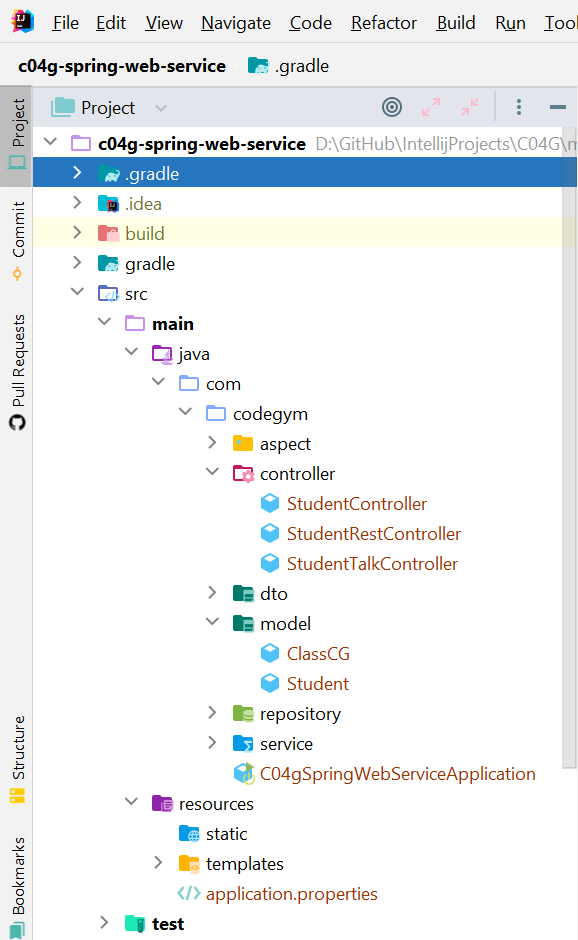 File Edit View Navigate Code Refactor Build Run Tool
c04g-spring-web-service .gradle
Project
Project
c04g-spring-web-service D:\GitHub\IntellijProjects\C04G\m
.gradle
.idea
build
gradle
src
main
java
com
codegym
aspect
controller
StudentController
StudentRestController
StudentTalkController
dto
model
ClassCG
Student
repository
service
C04gSpringWebServiceApplication
resources
static
templates
application.properties
test
Commit
Pull Requests
Structure
Bookmarks